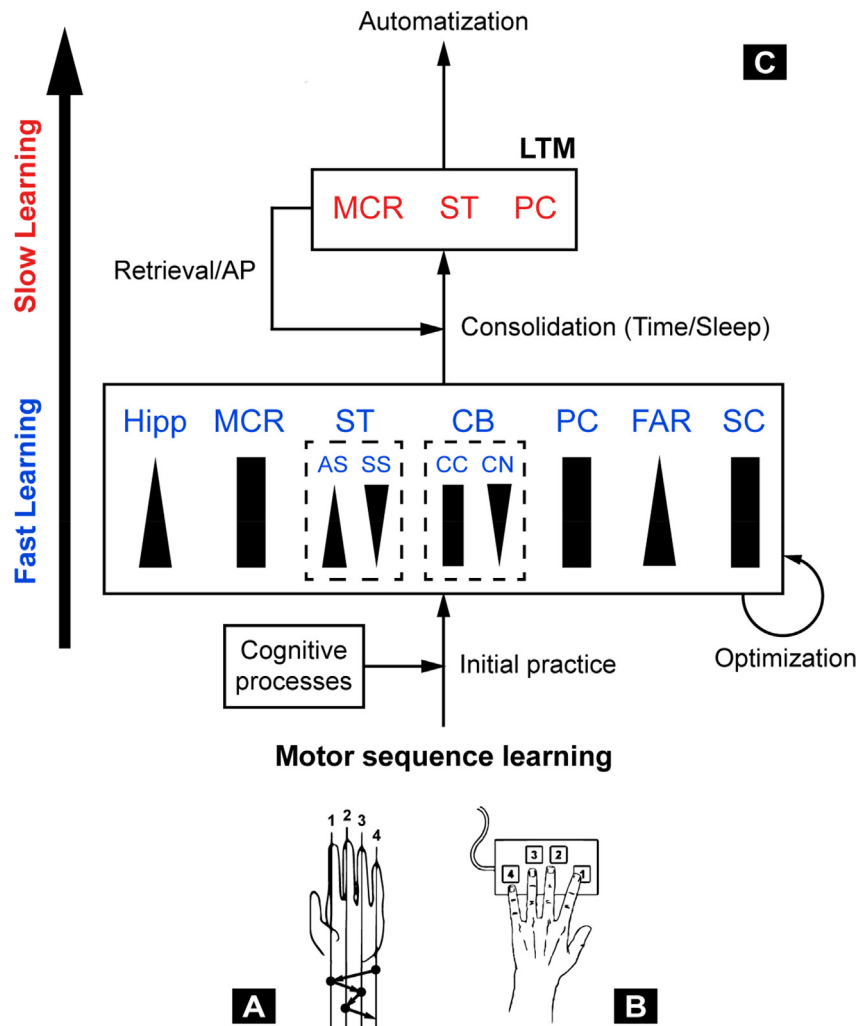 Automatization
C
LTM
MCR ST PC
Slow Learning
Retrieval/AP
Consolidation (Time/Sleep)
Fast Learning
Hipp MCR ST CB PC FAR SC
AS SS CC CN
Cognitive
processes
Initial practice
Optimization
Motor sequence learning
1 2 3 4
3 2
4 1
A
B